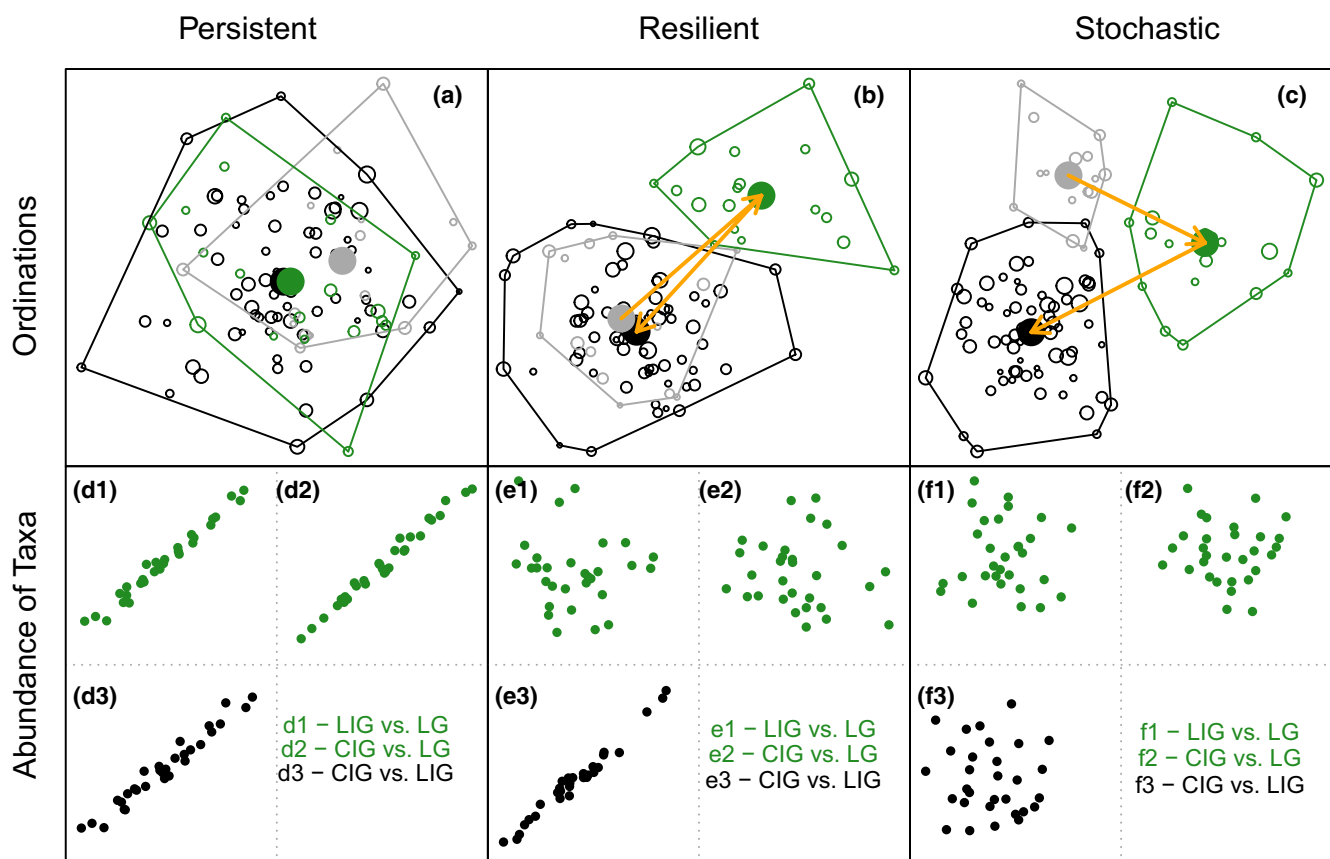 Persistent
Resilient
Stochastic
Ordinations
(a)
(b)
(c)
Abundance of Taxa
(d1)
(d2)
(e1)
(e2)
(f1)
(f2)
(d3)
d1 − LIG vs. LG
d2 − CIG vs. LG
d3 − CIG vs. LIG
(e3)
e1 − LIG vs. LG
e2 − CIG vs. LG
e3 − CIG vs. LIG
(f3)
f1 − LIG vs. LG
f2 − CIG vs. LG
f3 − CIG vs. LIG